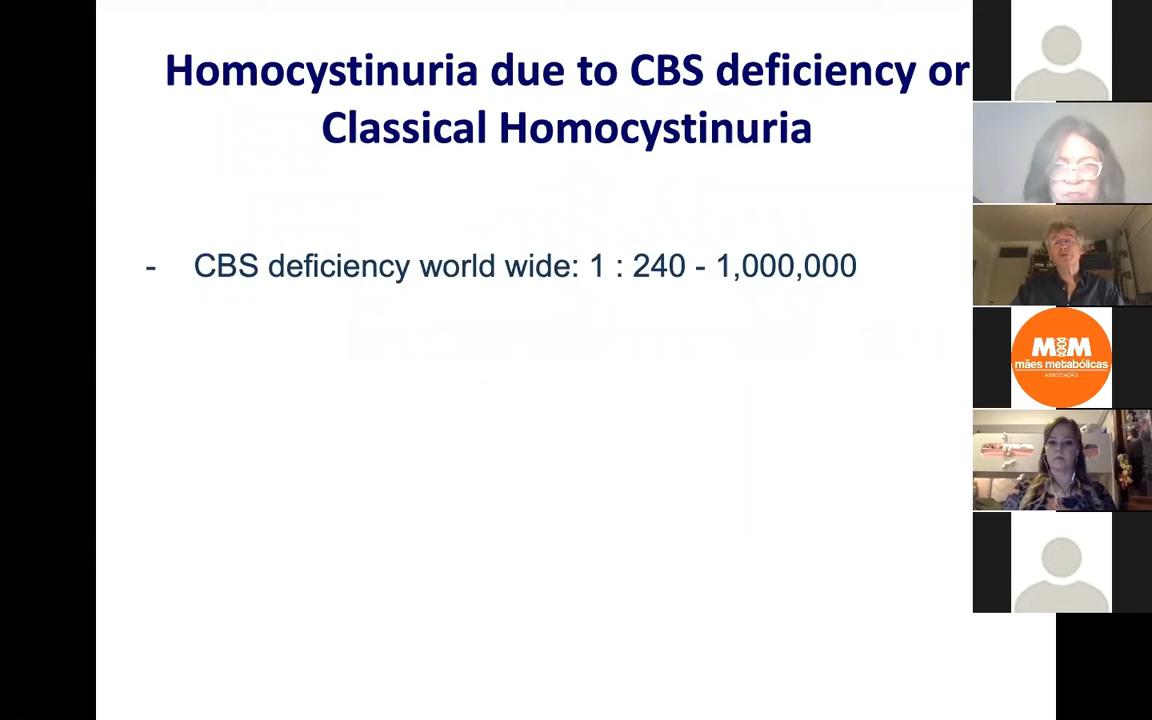 Homocystinuria due to CBS deficiency or
Classical Homocystinuria
- CBS deficiency world wide: 1 : 240 - 1,000,000
MM
mães metabólicas
ASSOCIAÇÃO